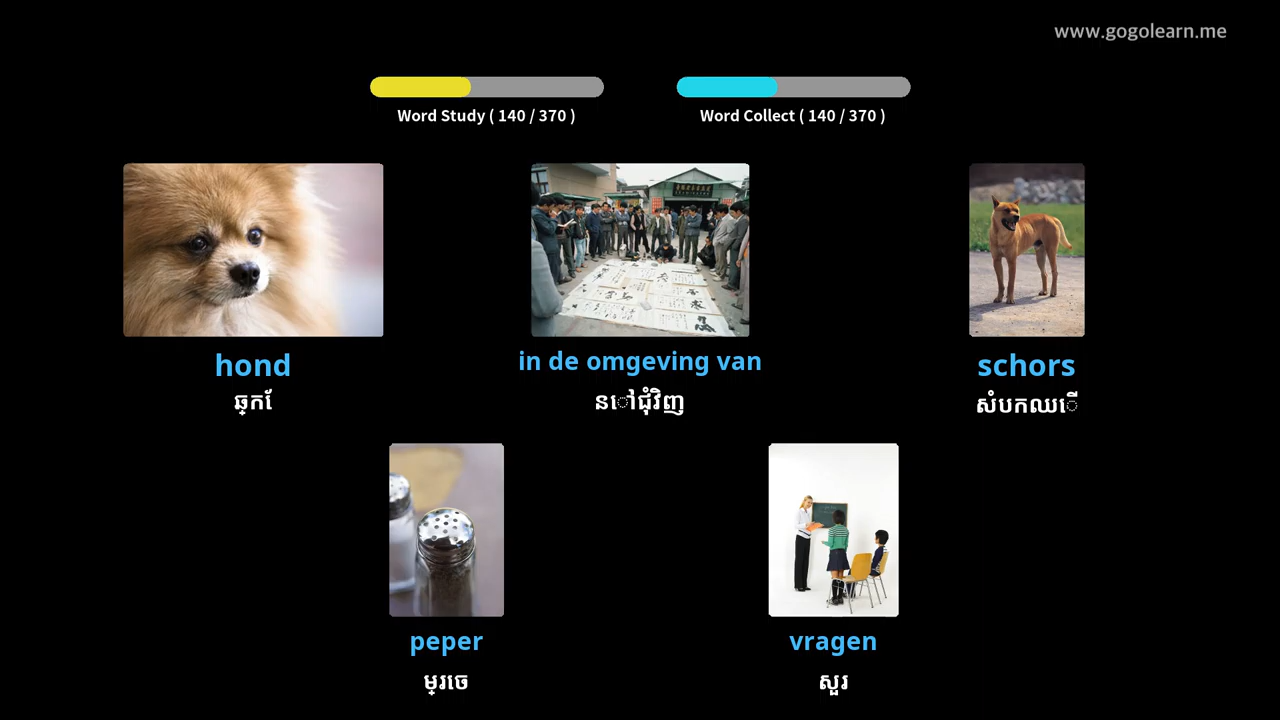 www.gogolearn.me
Word Study ( 140 / 370 )
Word Collect ( 140 / 370 )
hond
ឆ្កែ
in de omgeving van
នៅជុំវិញ
schors
សំបកឈើ
peper
ម្រេច
vragen
សួរ